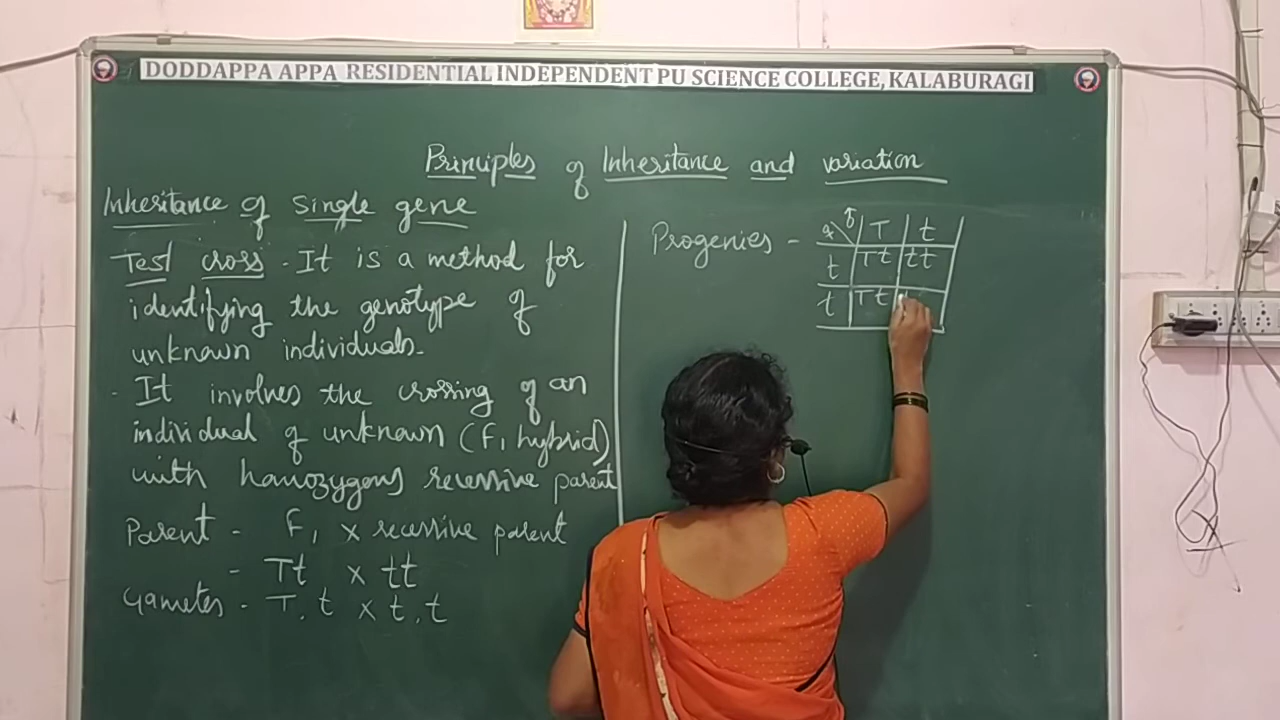 DODDAPPA APPA RESIDENTIAL INDEPENDENT PU SCIENCE COLLEGE, KALABURAGI
Principles of Inheritance and variation
Inheritance of Single gene
Test cross - It is a method for
identifying the genotype of
unknown individuals.
- It involves the crossing of an
individual of unknown (F1 hybrid)
with homozygous recessive parent
Parent - F1 x recessive parent
- Tt x tt
Gametes - T, t x t, t
Progenies -
♀ ♂ T t
t Tt tt
t Tt